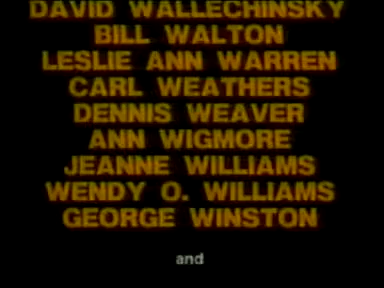 DAVID WALLECHINSKY
BILL WALTON
LESLIE ANN WARREN
CARL WEATHERS
DENNIS WEAVER
ANN WIGMORE
JEANNE WILLIAMS
WENDY O. WILLIAMS
GEORGE WINSTON
and